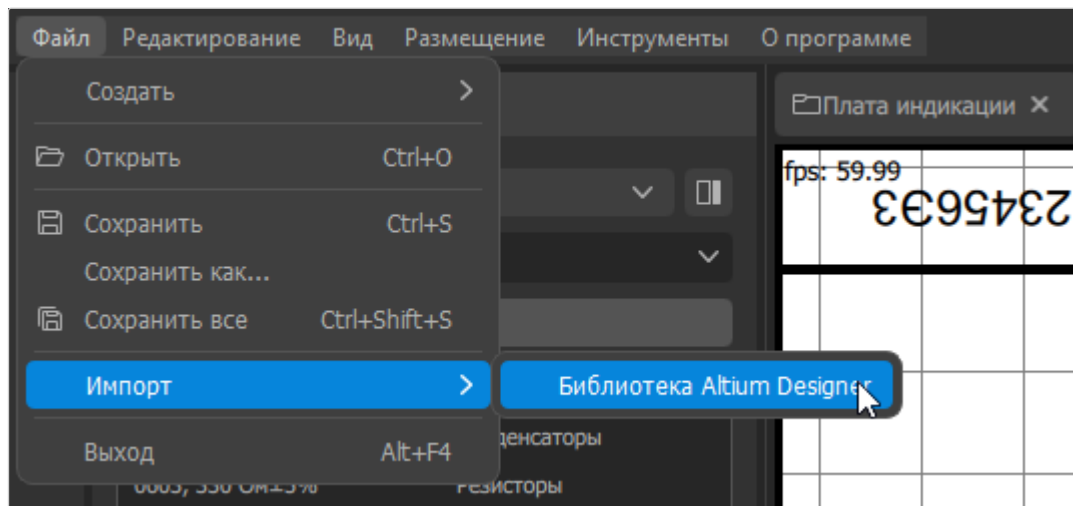 Файл Редактирование Вид Размещение Инструменты О программе
Создать
Плата индикации
Открыть Ctrl+O
fps: 59.99
23456Э3
Сохранить Ctrl+S
Сохранить как...
Сохранить все Ctrl+Shift+S
Импорт
Библиотека Altium Designer
Выход Alt+F4
Резисторы